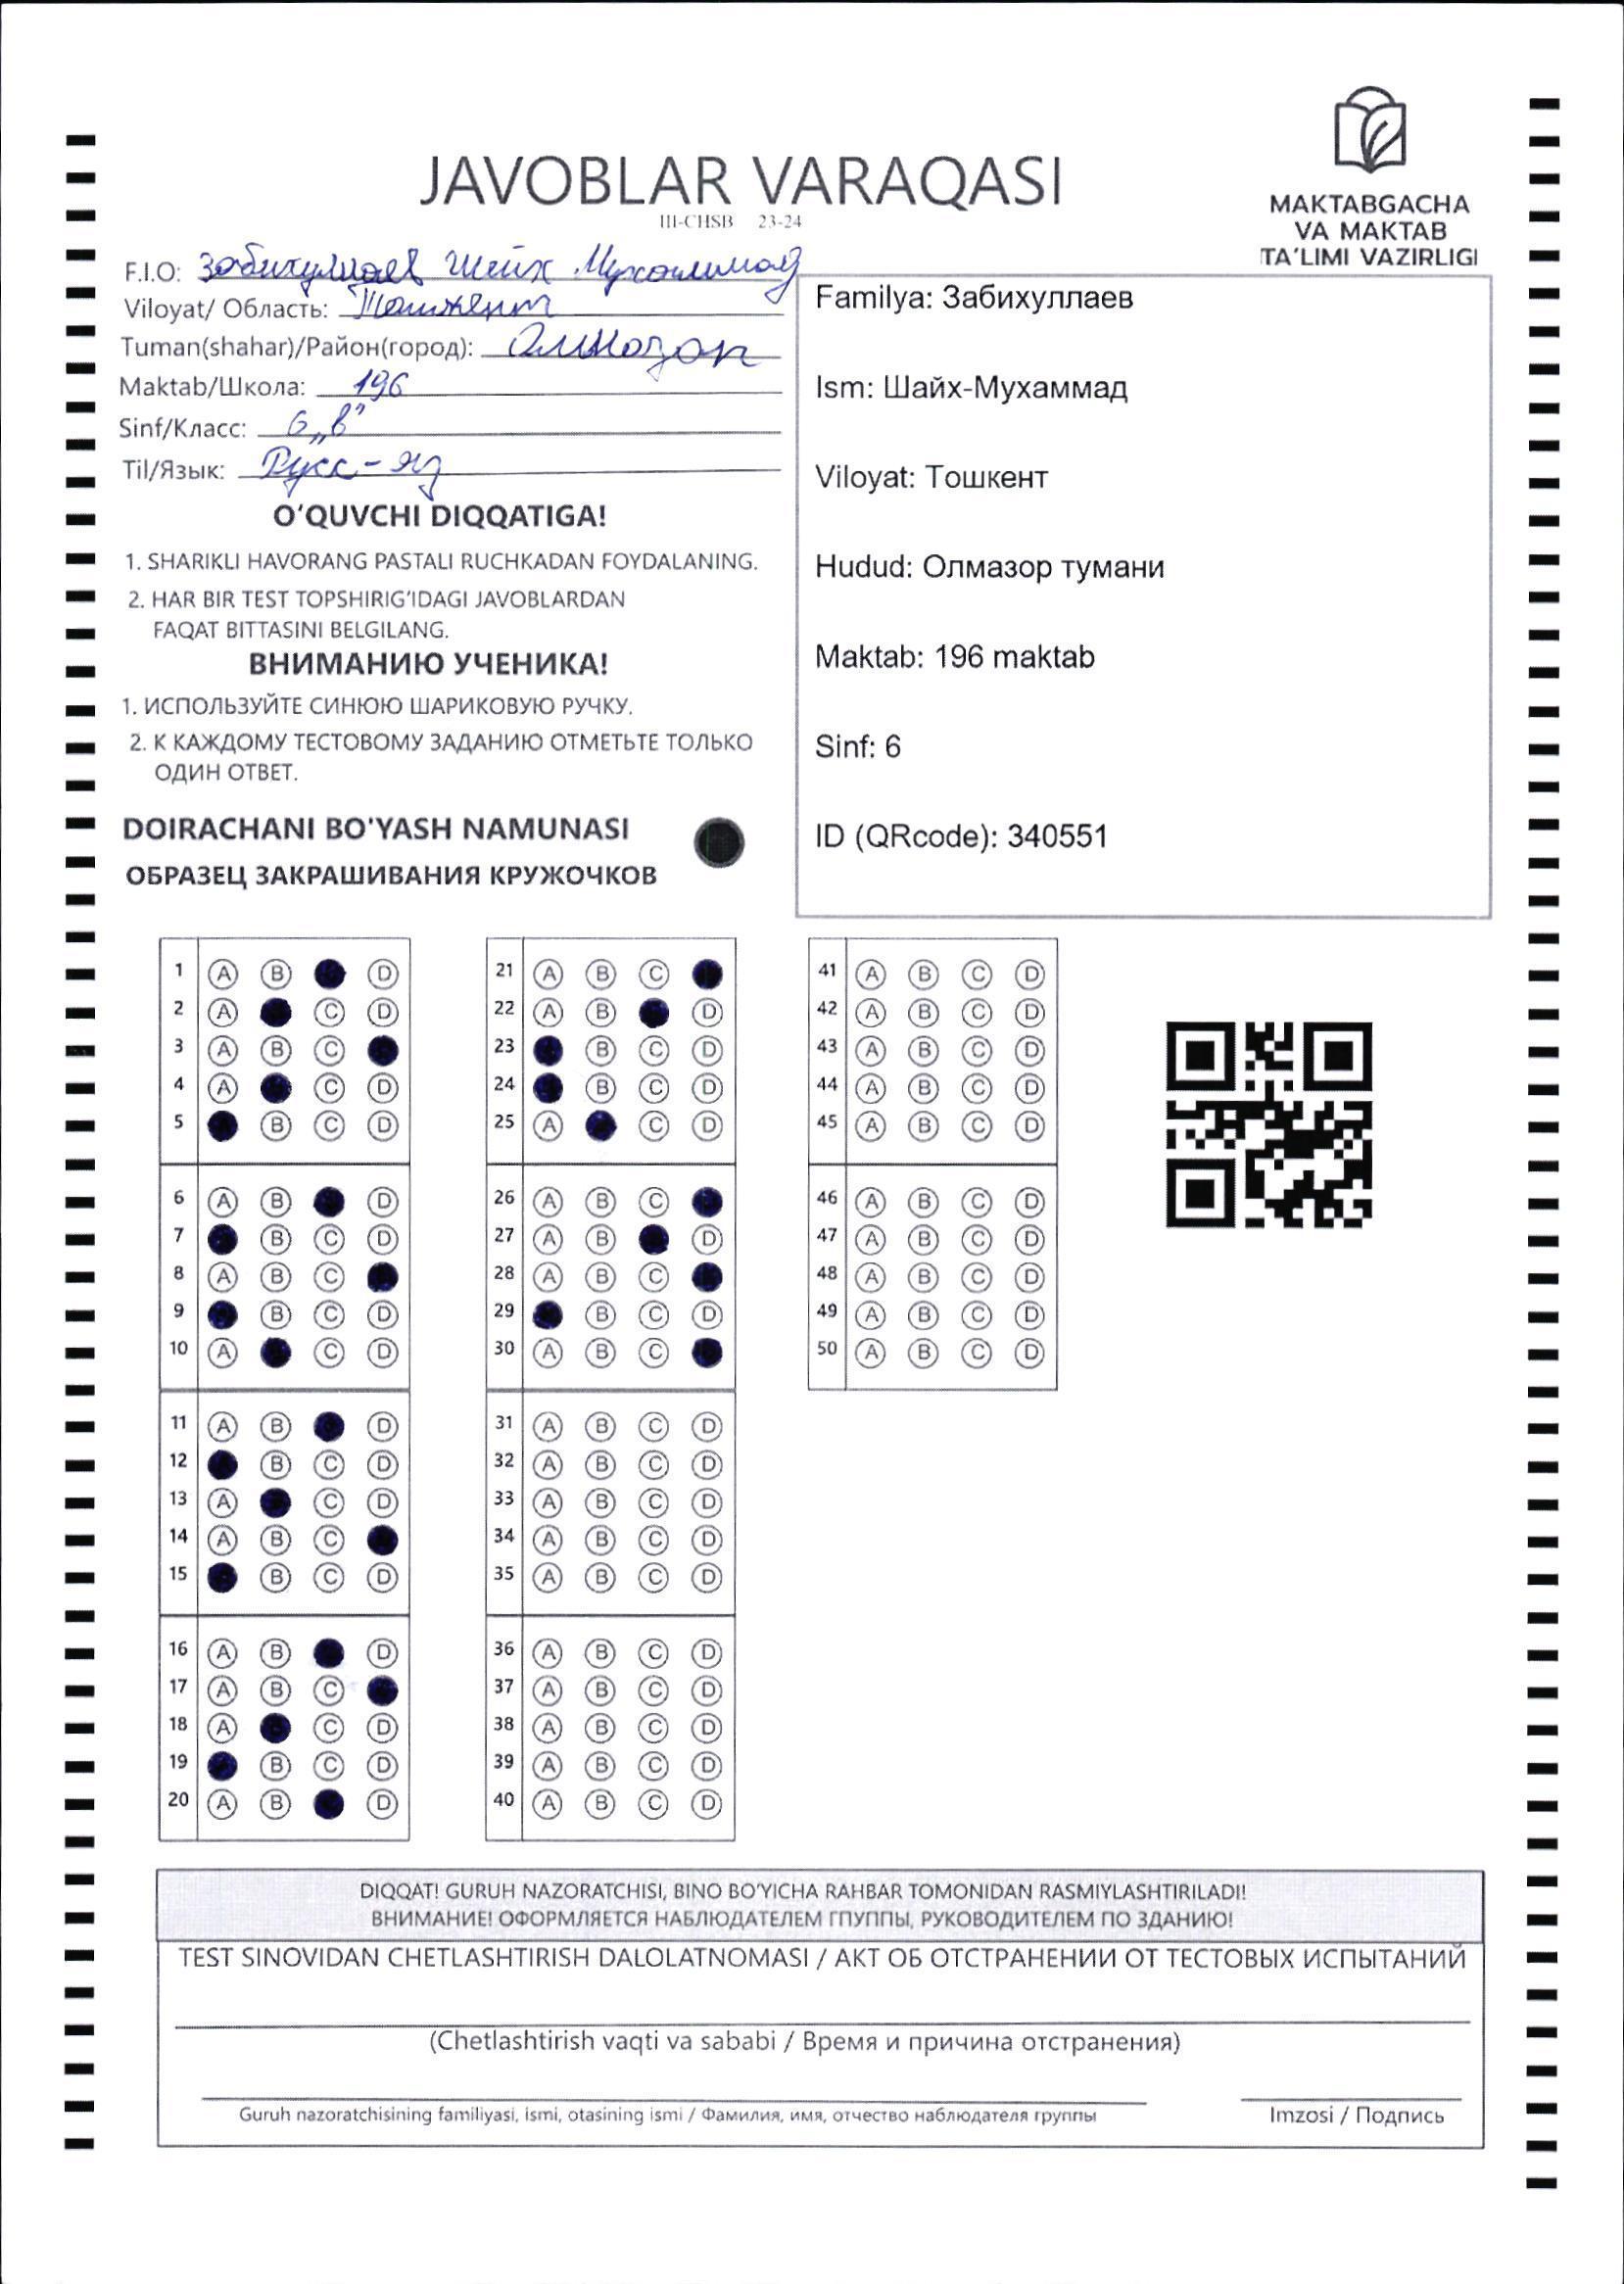 JAVOBLAR VARAQASI
III-CHSB 23-24
MAKTABGACHA
VA MAKTAB
TA'LIMI VAZIRLIGI
F.I.O: Забихуллаев Шейх Мухаммад
Viloyat/ Область: Ташкент
Tuman(shahar)/Район(город): Олмазор
Maktab/Школа: 196
Sinf/Класс: 6 „В"
Til/Язык: Русс-яз
O'QUVCHI DIQQATIGA!
1. SHARIKLI HAVORANG PASTALI RUCHKADAN FOYDALANING.
2. HAR BIR TEST TOPSHIRIG'IDAGI JAVOBLARDAN
FAQAT BITTASINI BELGILANG.
ВНИМАНИЮ УЧЕНИКА!
1. ИСПОЛЬЗУЙТЕ СИНЮЮ ШАРИКОВУЮ РУЧКУ.
2. К КАЖДОМУ ТЕСТОВОМУ ЗАДАНИЮ ОТМЕТЬТЕ ТОЛЬКО
ОДИН ОТВЕТ.
DOIRACHANI BO'YASH NAMUNASI
ОБРАЗЕЦ ЗАКРАШИВАНИЯ КРУЖОЧКОВ
Familya: Забихуллаев
Ism: Шайх-Мухаммад
Viloyat: Тошкент
Hudud: Олмазор тумани
Maktab: 196 maktab
Sinf: 6
ID (QRcode): 340551
1 A B D
2 A C D
3 A B C
4 A C D
5 B C D
6 A B D
7 B C D
8 A B C
9 B C D
10 A C D
11 A B D
12 B C D
13 A C D
14 A B C
15 B C D
16 A B D
17 A B C
18 A C D
19 B C D
20 A B D
21 A B C
22 A B D
23 B C D
24 B C D
25 A C D
26 A B C
27 A B D
28 A B C
29 B C D
30 A B C
31 A B C D
32 A B C D
33 A B C D
34 A B C D
35 A B C D
36 A B C D
37 A B C D
38 A B C D
39 A B C D
40 A B C D
41 A B C D
42 A B C D
43 A B C D
44 A B C D
45 A B C D
46 A B C D
47 A B C D
48 A B C D
49 A B C D
50 A B C D
DIQQAT! GURUH NAZORATCHISI, BINO BO'YICHA RAHBAR TOMONIDAN RASMIYLASHTIRILADI!
ВНИМАНИЕ! ОФОРМЛЯЕТСЯ НАБЛЮДАТЕЛЕМ ГПУППЫ, РУКОВОДИТЕЛЕМ ПО ЗДАНИЮ!
TEST SINOVIDAN CHETLASHTIRISH DALOLATNOMASI / АКТ ОБ ОТСТРАНЕНИИ ОТ ТЕСТОВЫХ ИСПЫТАНИЙ
(Chetlashtirish vaqti va sababi / Время и причина отстранения)
Guruh nazoratchisining familiyasi, ismi, otasining ismi / Фамилия, имя, отчество наблюдателя группы
Imzosi / Подпись